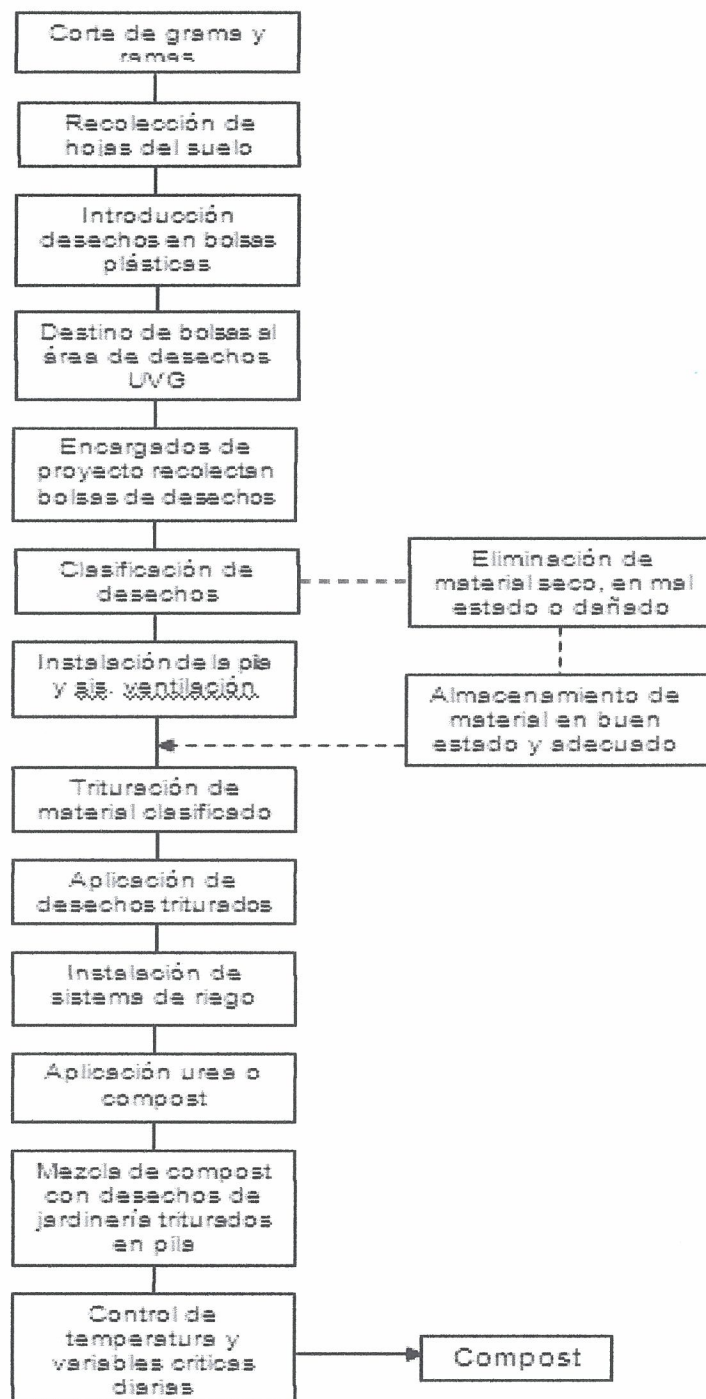 Corte de grama y
ramas
Recolección de
hojas del suelo
Introducción
desechos en bolsas
plásticas
Destino de bolsas al
área de desechos
UVG
Encargados de
proyecto recolectan
bolsas de desechos
Clasificación de
desechos
Eliminación de
material seco, en mal
estado o dañado
Instalación de la pila
y sis. ventilación
Almacenamiento de
material en buen
estado y adecuado
Trituración de
material clasificado
Aplicación de
desechos triturados
Instalación de
sistema de riego
Aplicación urea o
compost
Mezcla de compost
con desechos de
jardinería triturados
en pila
Control de
temperatura y
variables críticas
diarias
Compost